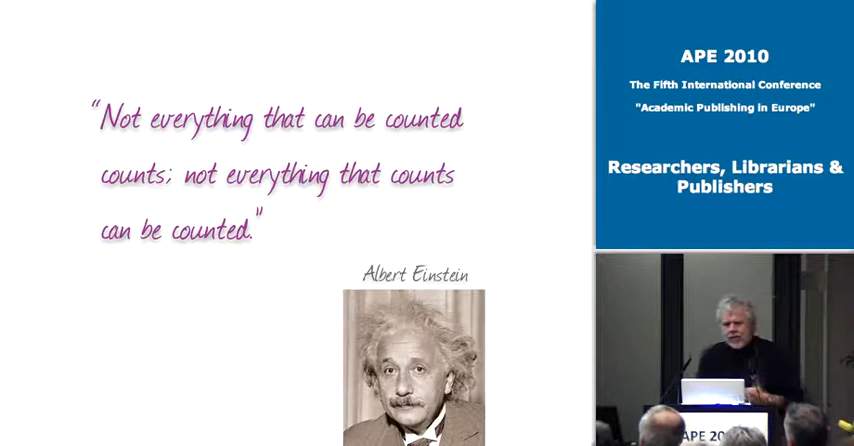 "Not everything that can be counted
counts; not everything that counts
can be counted."
Albert Einstein
APE 2010
The Fifth International Conference
"Academic Publishing in Europe"
Researchers, Librarians &
Publishers
APE 20